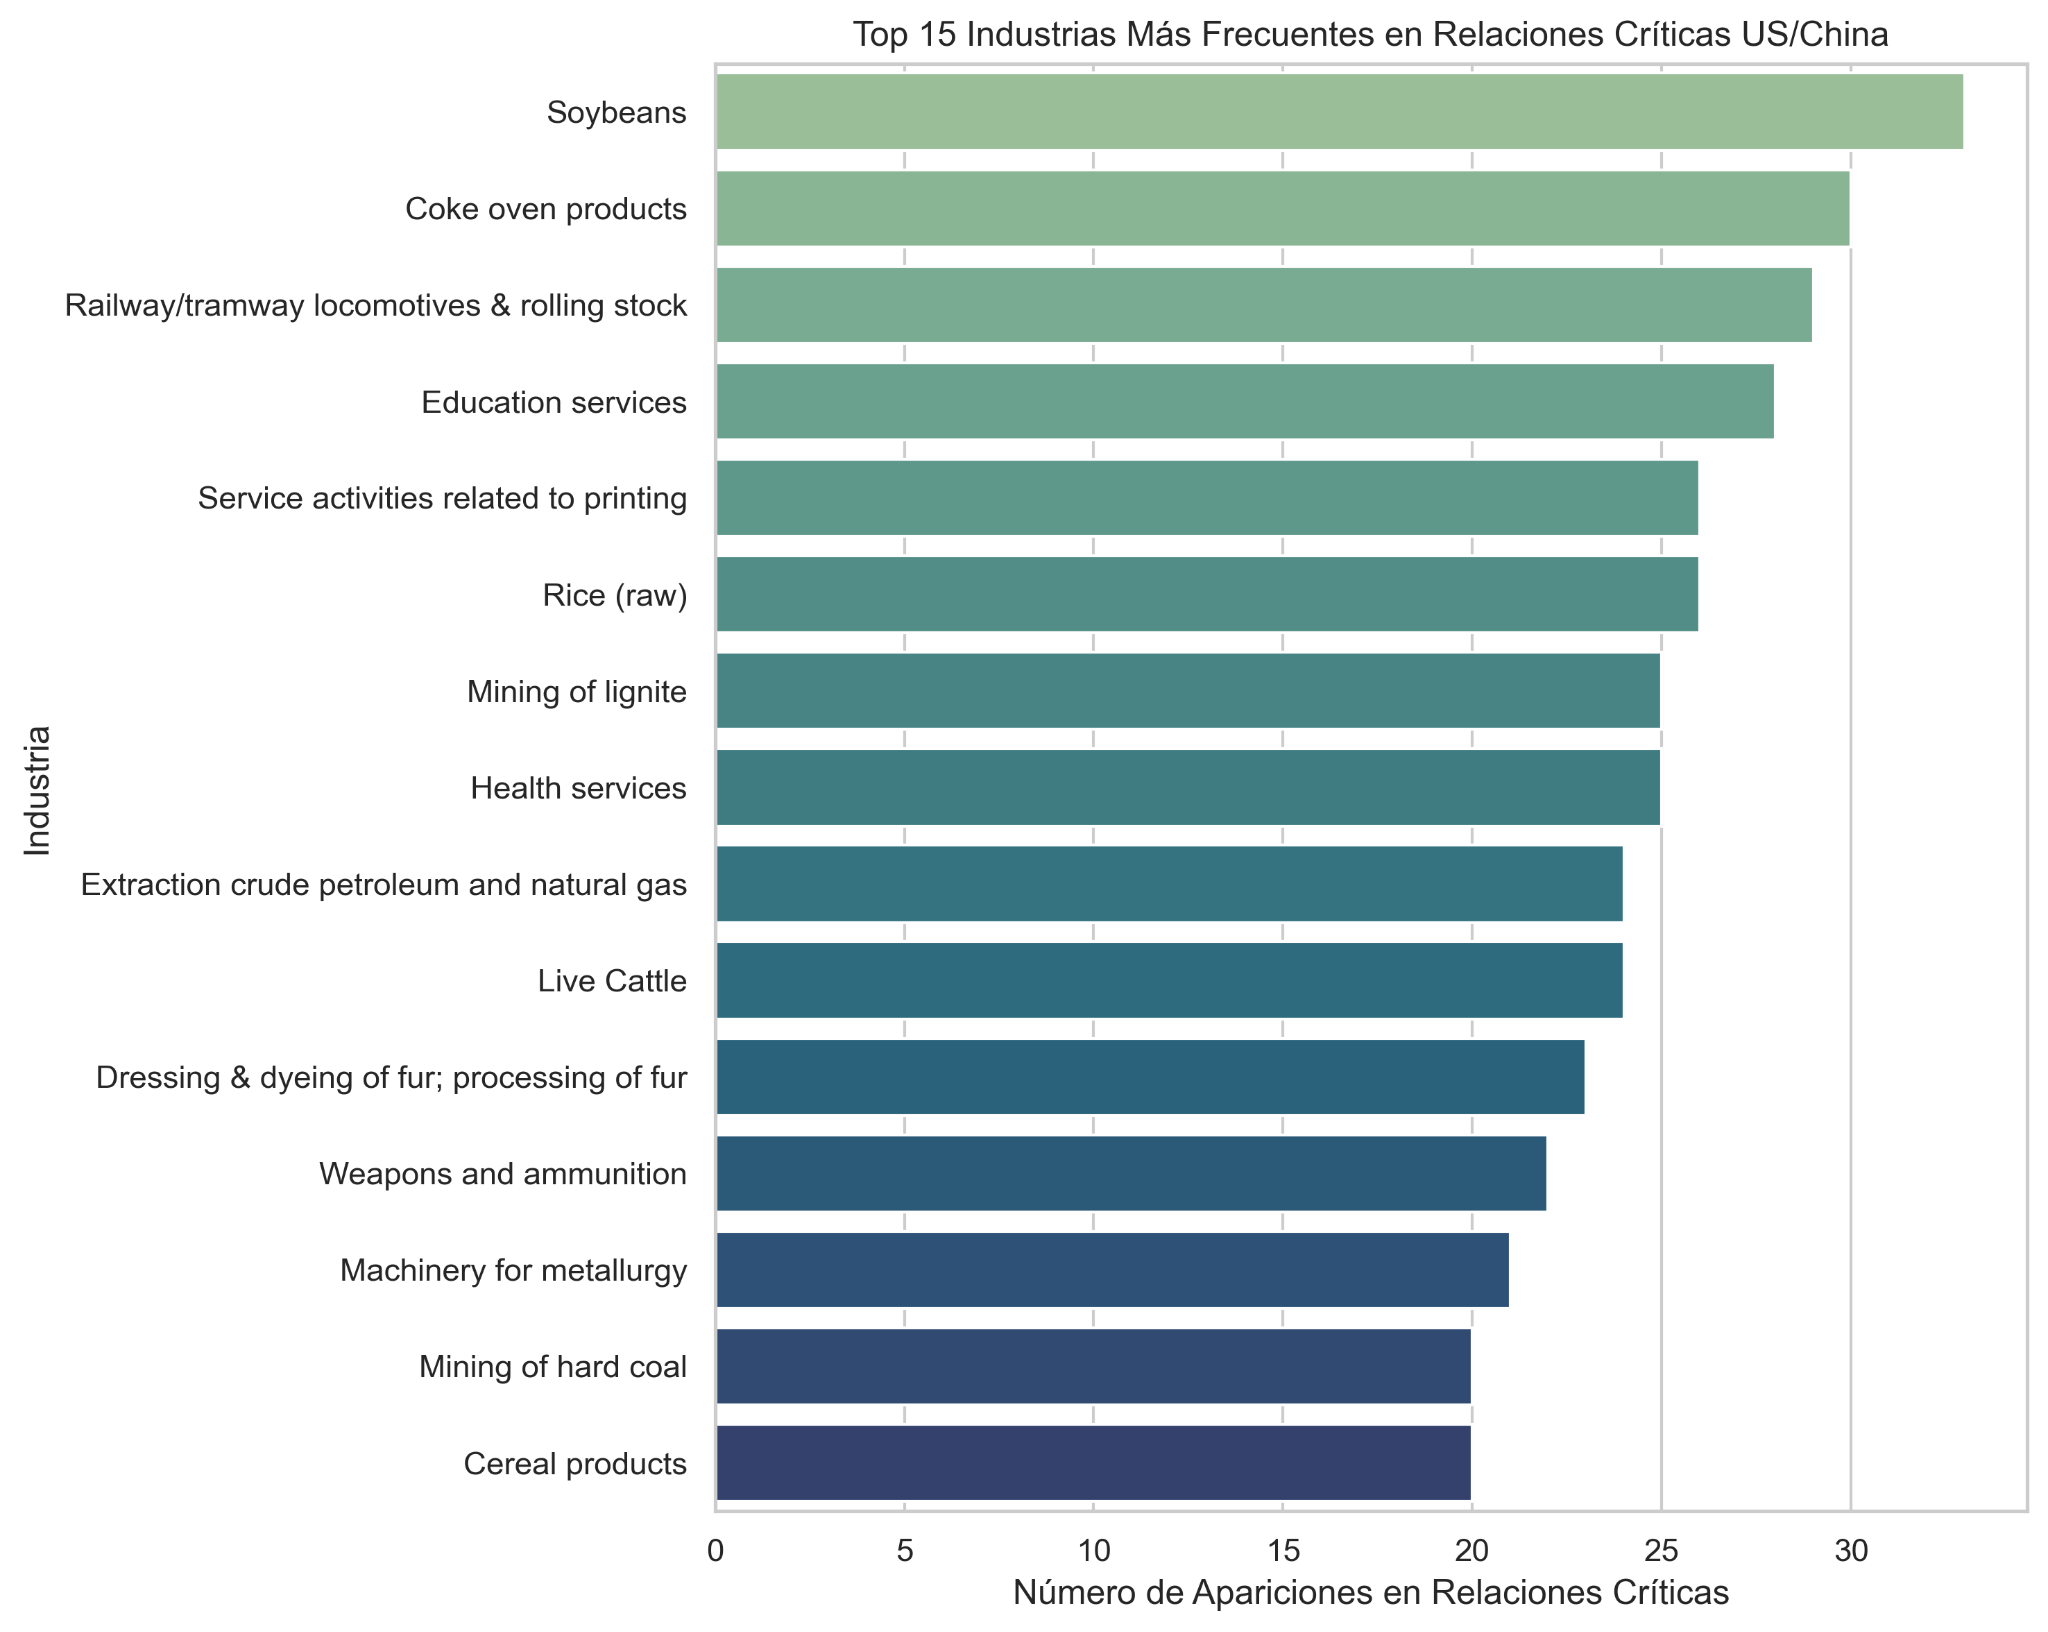 Top 15 Industrias Más Frecuentes en Relaciones Críticas US/China
Industria
Soybeans
Coke oven products
Railway/tramway locomotives & rolling stock
Education services
Service activities related to printing
Rice (raw)
Mining of lignite
Health services
Extraction crude petroleum and natural gas
Live Cattle
Dressing & dyeing of fur; processing of fur
Weapons and ammunition
Machinery for metallurgy
Mining of hard coal
Cereal products
0 5 10 15 20 25 30
Número de Apariciones en Relaciones Críticas